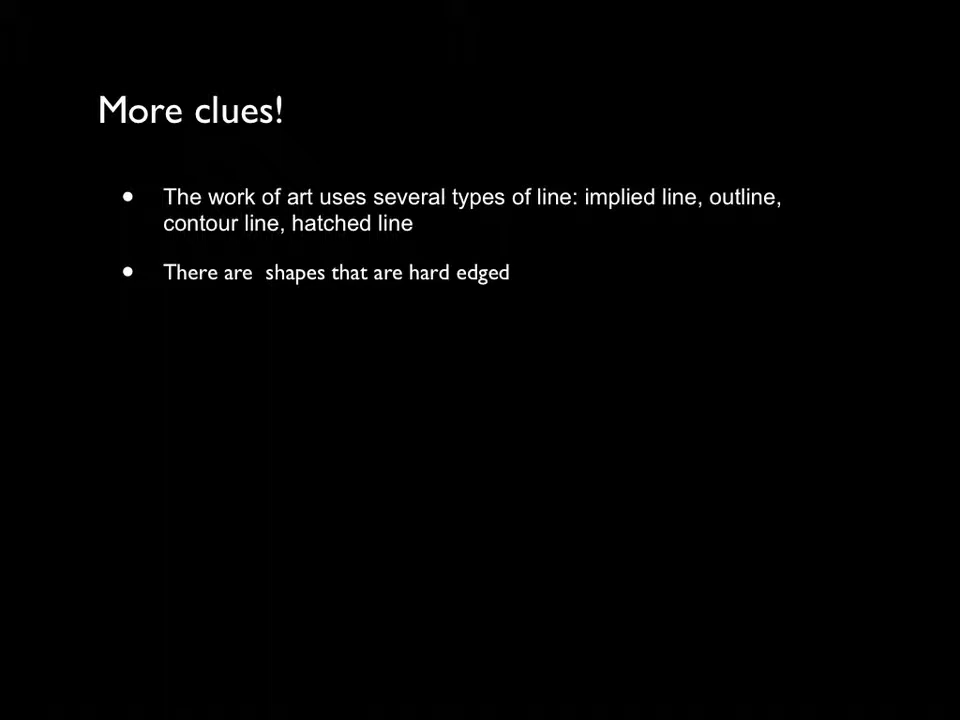 More clues!
• The work of art uses several types of line: implied line, outline,
contour line, hatched line
• There are  shapes that are hard edged